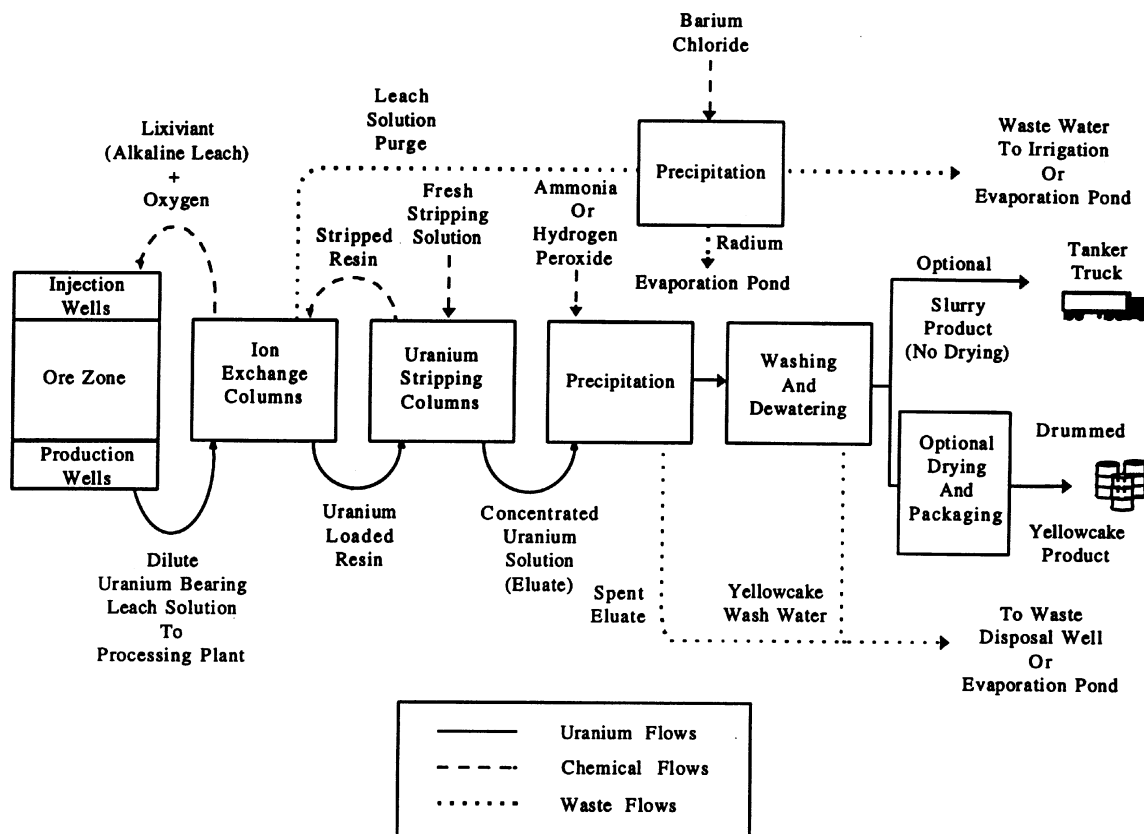 Barium
Chloride
Leach
Solution
Purge
Lixiviant
(Alkaline Leach)
+
Oxygen
Precipitation
Waste Water
To Irrigation
Or
Evaporation Pond
Fresh
Stripping
Solution
Ammonia
Or
Hydrogen
Peroxide
Stripped
Resin
Radium
Evaporation Pond
Optional
Tanker
Truck
Slurry
Product
(No Drying)
Injection
Wells
Ore Zone
Production
Wells
Ion
Exchange
Columns
Uranium
Stripping
Columns
Precipitation
Washing
And
Dewatering
Optional
Drying
And
Packaging
Drummed
Yellowcake
Product
Dilute
Uranium Bearing
Leach Solution
To
Processing Plant
Uranium
Loaded
Resin
Concentrated
Uranium
Solution
(Eluate)
Spent
Eluate
Yellowcake
Wash Water
To Waste
Disposal Well
Or
Evaporation Pond
Uranium Flows
Chemical Flows
Waste Flows